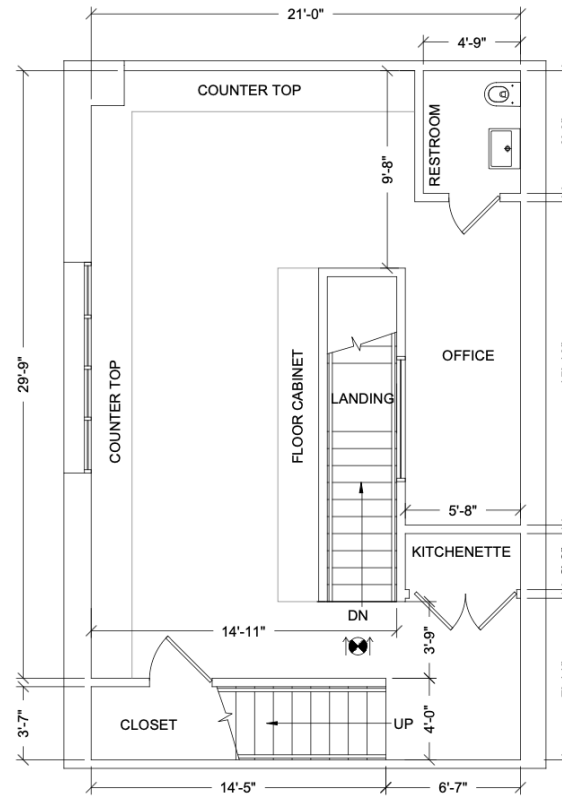 21'-0"
4'-9"
COUNTER TOP
RESTROOM
9'-8"
29'-9"
COUNTER TOP
FLOOR CABINET
LANDING
OFFICE
5'-8"
KITCHENETTE
DN
14'-11"
3'-9"
3'-7"
CLOSET
UP
4'-0"
14'-5"
6'-7"